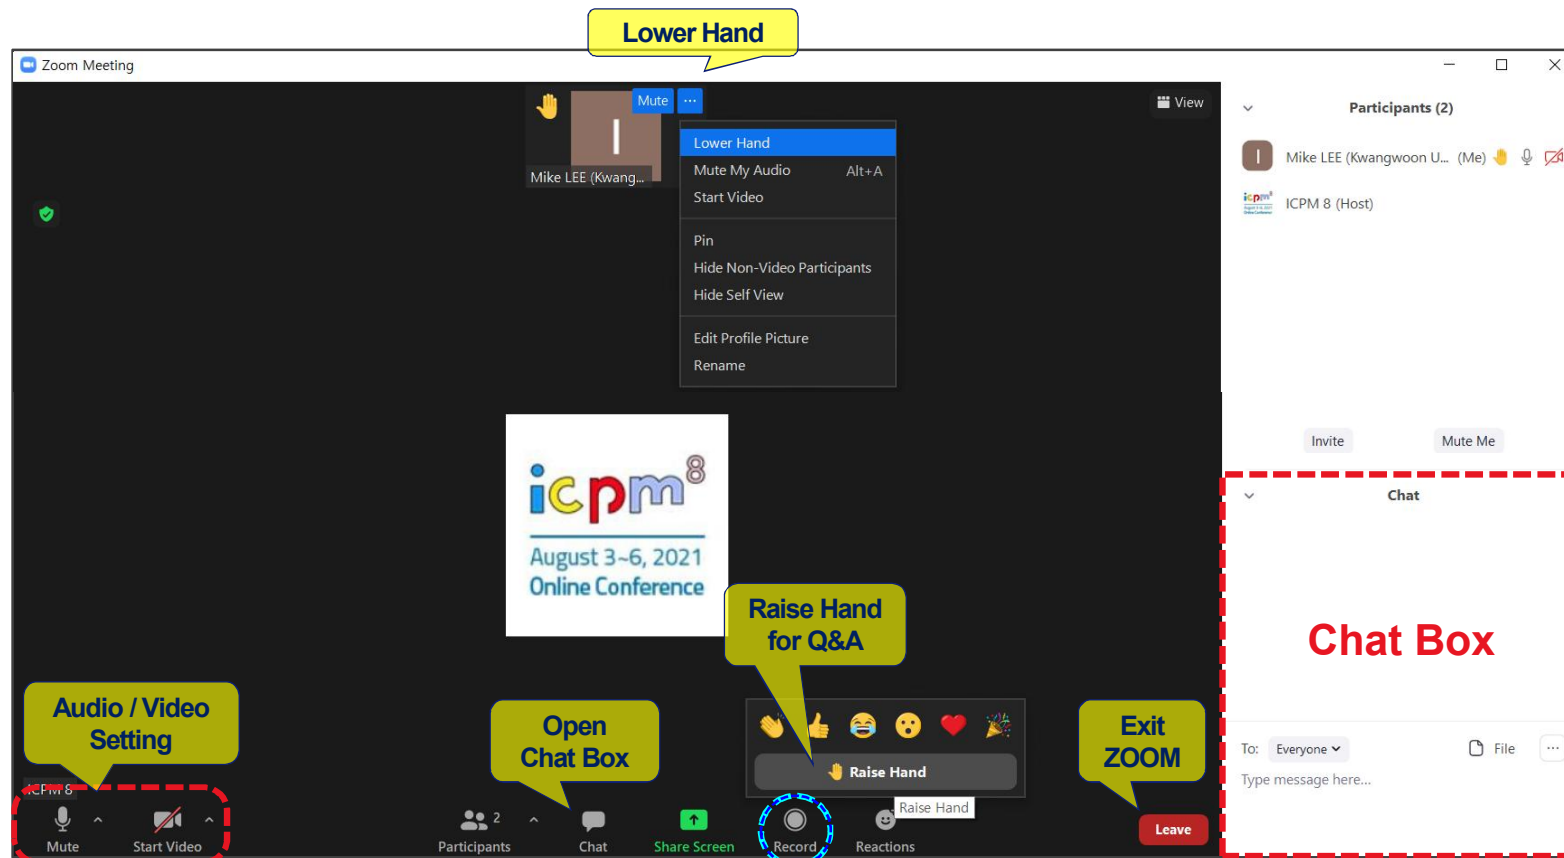 Lower Hand
Zoom Meeting
Mute
...
View
Participants (2)
I
Mike LEE (Kwang...
Lower Hand
Mute My Audio Alt+A
Start Video
Pin
Hide Non-Video Participants
Hide Self View
Edit Profile Picture
Rename
I Mike LEE (Kwangwoon U... (Me)
icpm8
ICPM 8 (Host)
Invite Mute Me
icpm8
August 3~6, 2021
Online Conference
Chat
Chat Box
Raise Hand
for Q&A
Audio / Video
Setting
Open
Chat Box
Exit
ZOOM
Raise Hand
Raise Hand
To: Everyone File ...
Type message here...
ICPM 8
Mute
Start Video
2
Participants
Chat
Share Screen
Record
Reactions
Leave